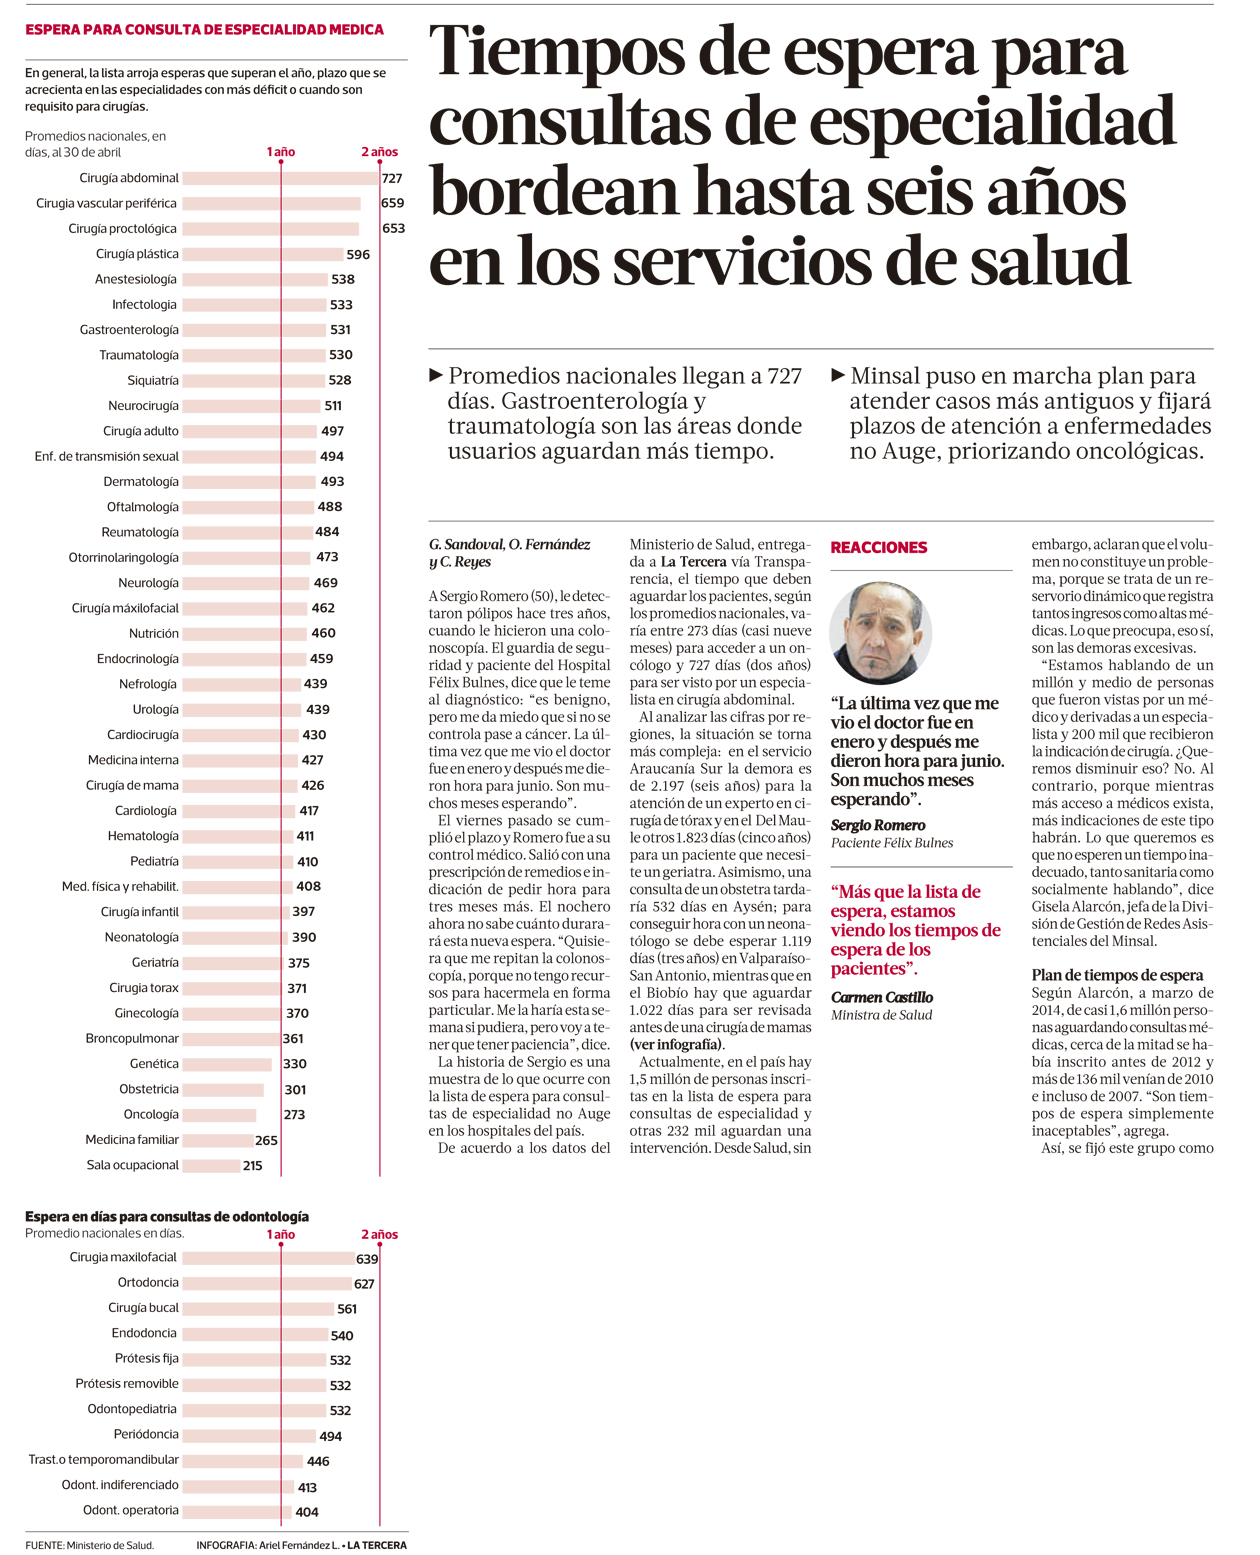 ESPERA PARA CONSULTA DE ESPECIALIDAD MEDICA
En general, la lista arroja esperas que superan el año, plazo que se
acrecienta en las especialidades con más déficit o cuando son
requisito para cirugías.
Promedios nacionales, en
días, al 30 de abril
1 año 2 años
Cirugía abdominal 727
Cirugia vascular periférica 659
Cirugía proctológica 653
Cirugía plástica 596
Anestesiología 538
Infectologia 533
Gastroenterología 531
Traumatología 530
Siquiatría 528
Neurocirugía 511
Cirugía adulto 497
Enf. de transmisión sexual 494
Dermatología 493
Oftalmología 488
Reumatología 484
Otorrinolaringología 473
Neurología 469
Cirugía máxilofacial 462
Nutrición 460
Endocrinología 459
Nefrología 439
Urología 439
Cardiocirugía 430
Medicina interna 427
Cirugía de mama 426
Cardiología 417
Hematología 411
Pediatría 410
Med. física y rehabilit. 408
Cirugía infantil 397
Neonatología 390
Geriatría 375
Cirugia torax 371
Ginecología 370
Broncopulmonar 361
Genética 330
Obstetricia 301
Oncología 273
Medicina familiar 265
Sala ocupacional 215
Espera en días para consultas de odontología
Promedio nacionales en días.
1 año 2 años
Cirugia maxilofacial 639
Ortodoncia 627
Cirugía bucal 561
Endodoncia 540
Prótesis fija 532
Prótesis removible 532
Odontopediatria 532
Periódoncia 494
Trast.o temporomandibular 446
Odont. indiferenciado 413
Odont. operatoria 404
FUENTE: Ministerio de Salud. INFOGRAFIA: Ariel Fernández L. • LA TERCERA
Tiempos de espera para
consultas de especialidad
bordean hasta seis años
en los servicios de salud
▶ Promedios nacionales llegan a 727
días. Gastroenterología y
traumatología son las áreas donde
usuarios aguardan más tiempo.
▶ Minsal puso en marcha plan para
atender casos más antiguos y fijará
plazos de atención a enfermedades
no Auge, priorizando oncológicas.
G. Sandoval, O. Fernández
y C. Reyes
A Sergio Romero (50), le detec-
taron pólipos hace tres años,
cuando le hicieron una colo-
noscopía. El guardia de segu-
ridad y paciente del Hospital
Félix Bulnes, dice que le teme
al diagnóstico: “es benigno,
pero me da miedo que si no se
controla pase a cáncer. La úl-
tima vez que me vio el doctor
fue en enero y después me die-
ron hora para junio. Son mu-
chos meses esperando”.
El viernes pasado se cum-
plió el plazo y Romero fue a su
control médico. Salió con una
prescripción de remedios e in-
dicación de pedir hora para
tres meses más. El nochero
ahora no sabe cuánto durara-
rá esta nueva espera. “Quisie-
ra que me repitan la colonos-
copía, porque no tengo recur-
sos para hacermela en forma
particular. Me la haría esta se-
mana si pudiera, pero voy a te-
ner que tener paciencia”, dice.
La historia de Sergio es una
muestra de lo que ocurre con
la lista de espera para consul-
tas de especialidad no Auge
en los hospitales del país.
De acuerdo a los datos del
Ministerio de Salud, entrega-
da a La Tercera vía Transpa-
rencia, el tiempo que deben
aguardar los pacientes, según
los promedios nacionales, va-
ría entre 273 días (casi nueve
meses) para acceder a un on-
cólogo y 727 días (dos años)
para ser visto por un especia-
lista en cirugía abdominal.
Al analizar las cifras por re-
giones, la situación se torna
más compleja: en el servicio
Araucanía Sur la demora es
de 2.197 (seis años) para la
atención de un experto en ci-
rugía de tórax y en el Del Mau-
le otros 1.823 días (cinco años)
para un paciente que necesi-
te un geriatra. Asimismo, una
consulta de un obstetra tarda-
ría 532 días en Aysén; para
conseguir hora con un neona-
tólogo se debe esperar 1.119
días (tres años) en Valparaíso-
San Antonio, mientras que en
el Biobío hay que aguardar
1.022 días para ser revisada
antes de una cirugía de mamas
(ver infografía).
Actualmente, en el país hay
1,5 millón de personas inscri-
tas en la lista de espera para
consultas de especialidad y
otras 232 mil aguardan una
intervención. Desde Salud, sin
REACCIONES
“La última vez que me
vio el doctor fue en
enero y después me
dieron hora para junio.
Son muchos meses
esperando”.
Sergio Romero
Paciente Félix Bulnes
“Más que la lista de
espera, estamos
viendo los tiempos de
espera de los
pacientes”.
Carmen Castillo
Ministra de Salud
embargo, aclaran que el volu-
men no constituye un proble-
ma, porque se trata de un re-
servorio dinámico que registra
tantos ingresos como altas mé-
dicas. Lo que preocupa, eso sí,
son las demoras excesivas.
“Estamos hablando de un
millón y medio de personas
que fueron vistas por un mé-
dico y derivadas a un especia-
lista y 200 mil que recibieron
la indicación de cirugía. ¿Que-
remos disminuir eso? No. Al
contrario, porque mientras
más acceso a médicos exista,
más indicaciones de este tipo
habrán. Lo que queremos es
que no esperen un tiempo ina-
decuado, tanto sanitaria como
socialmente hablando”, dice
Gisela Alarcón, jefa de la Divi-
sión de Gestión de Redes Asis-
tenciales del Minsal.
Plan de tiempos de espera
Según Alarcón, a marzo de
2014, de casi 1,6 millón perso-
nas aguardando consultas mé-
dicas, cerca de la mitad se ha-
bía inscrito antes de 2012 y
más de 136 mil venían de 2010
e incluso de 2007. “Son tiem-
pos de espera simplemente
inaceptables”, agrega.
Así, se fijó este grupo como